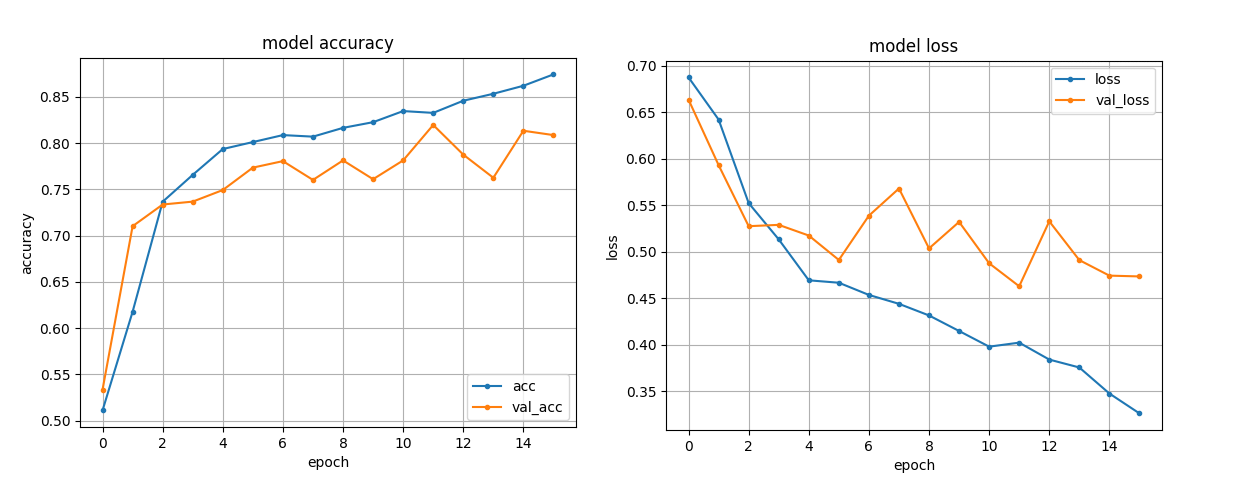 model accuracy
accuracy
0.85
0.80
0.75
0.70
0.65
0.60
0.55
0.50
0 2 4 6 8 10 12 14
epoch
acc
val_acc
model loss
loss
0.70
0.65
0.60
0.55
0.50
0.45
0.40
0.35
0 2 4 6 8 10 12 14
epoch
loss
val_loss